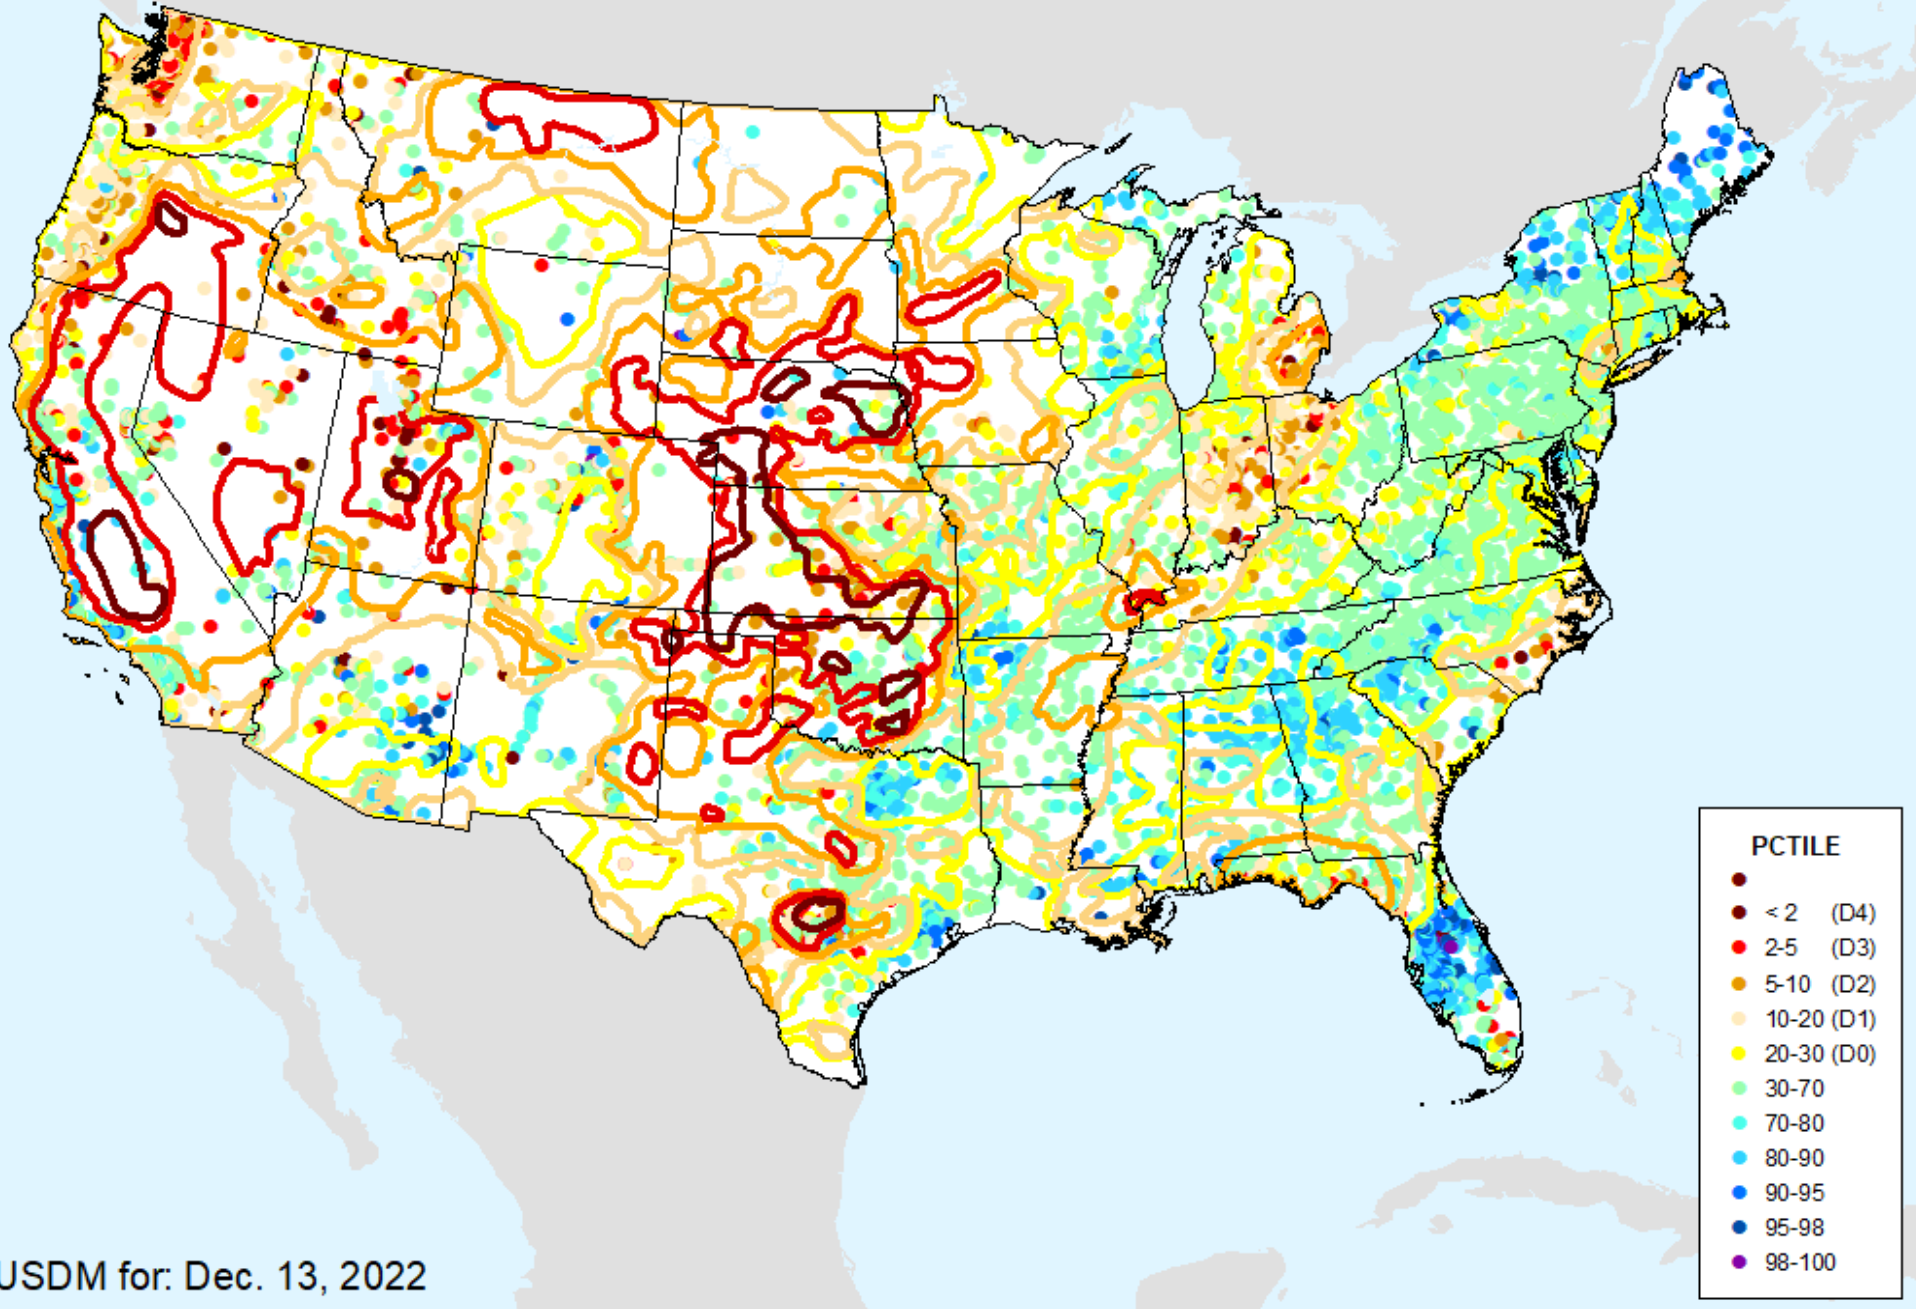 PCTILE
< 2 (D4)
2-5 (D3)
5-10 (D2)
10-20 (D1)
20-30 (D0)
30-70
70-80
80-90
90-95
95-98
98-100
USDM for: Dec. 13, 2022